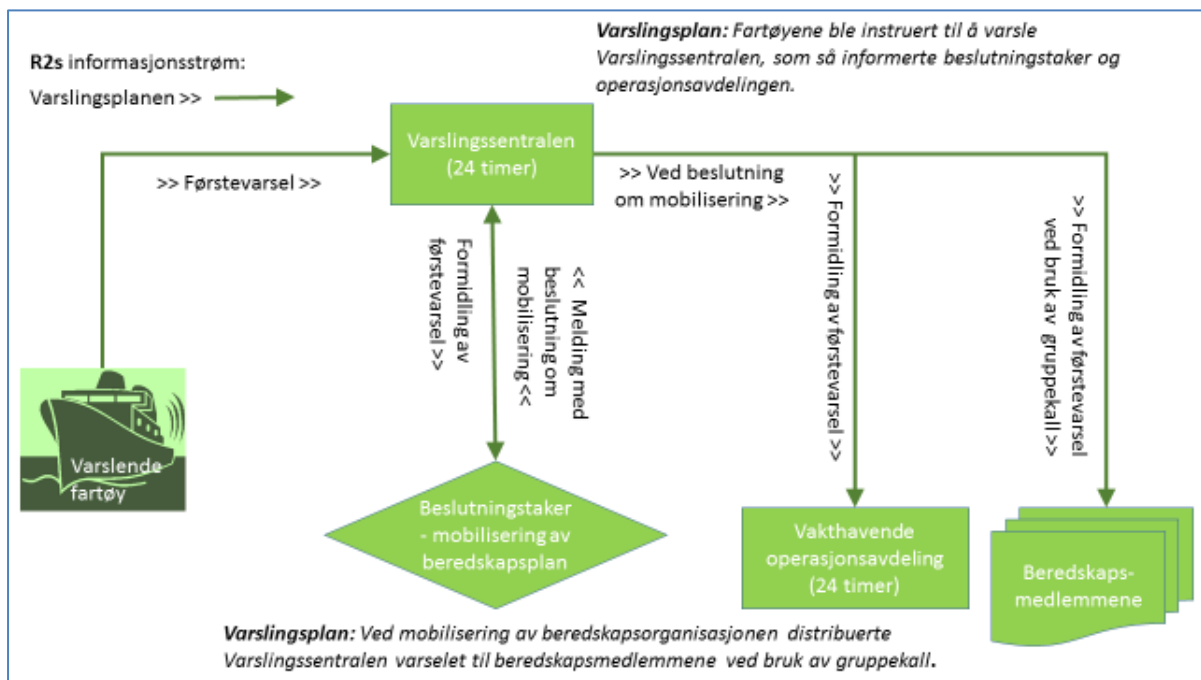 Varslingsplan: Fartøyene ble instruert til å varsle
Varslingssentralen, som så informerte beslutningstaker og
operasjonsavdelingen.
R2s informasjonsstrøm:
Varslingsplanen >>
Varslingssentralen
(24 timer)
>> Førstevarsel >>
>> Ved beslutning
om mobilisering >>
Formidling av
førstevarsel >>
<< Melding med
beslutning om
mobilisering <<
>> Formidling av førstevarsel >>
>> Formidling av førstevarsel
ved bruk av gruppekall >>
Varslende
fartøy
Beslutningstaker
- mobilisering av
beredskapsplan
Vakthavende
operasjonsavdeling
(24 timer)
Beredskaps-
medlemmene
Varslingsplan: Ved mobilisering av beredskapsorganisasjonen distribuerte
Varslingssentralen varselet til beredskapsmedlemmene ved bruk av gruppekall.